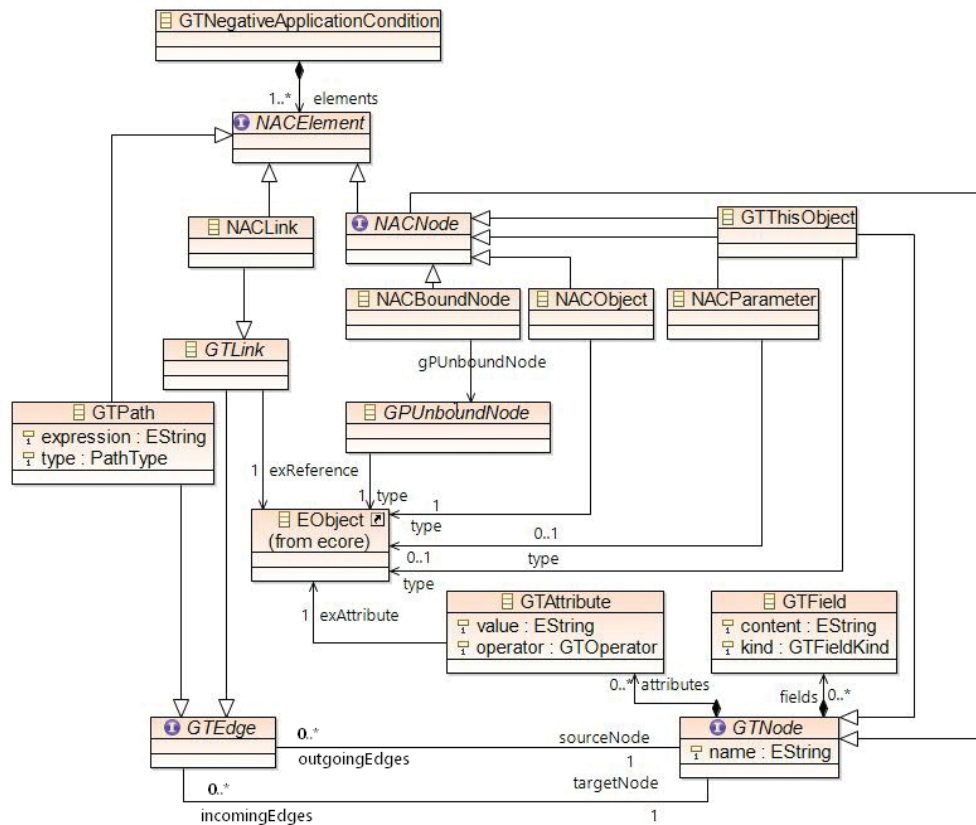 GTNegativeApplicationCondition
1..* elements
NACElement
NACLink
NACNode
GTThisObject
NACBoundNode
NACObject
NACParameter
GTLink
gPUnboundNode
GTPath
expression : EString
type : PathType
GPUnboundNode
1 exReference
1 type
1
type
EObject
(from ecore)
0..1
type
0..1
type
1 exAttribute
GTAttribute
value : EString
operator : GTOperator
GTField
content : EString
kind : GTFieldKind
0..* attributes
fields 0..*
GTEdge
GTNode
name : EString
0..*
outgoingEdges
sourceNode
1
targetNode
0..*
incomingEdges
1